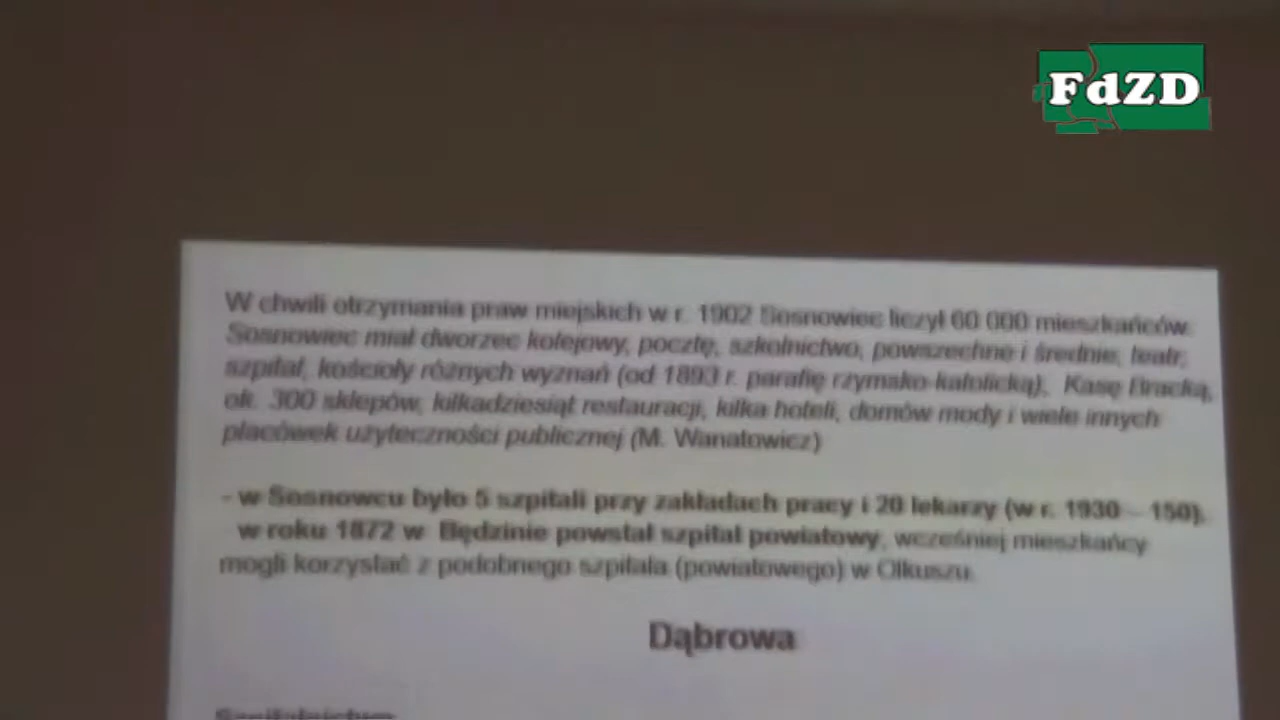 FdZD
W chwili otrzymania praw miejskich w r. 1902 Sosnowiec liczył 60 000 mieszkańców.
Sosnowiec miał dworzec kolejowy, pocztę, szkolnictwo, powszechne i średnie, teatr,
szpital, kościoły różnych wyznań (od 1893 r. parafię rzymsko-katolicką), Kasę Bracką,
ok. 300 sklepów, kilkadziesiąt restauracji, kilka hoteli, domów mody i wiele innych
placówek użyteczności publicznej (M. Wanatowicz)
- w Sosnowcu było 5 szpitali przy zakładach pracy i 20 lekarzy (w r. 1930 – 150).
w roku 1872 w Będzinie powstał szpital powiatowy, wcześniej mieszkańcy
mogli korzystać z podobnego szpitala (powiatowego) w Olkuszu.
Dąbrowa
Szpitalnictwo